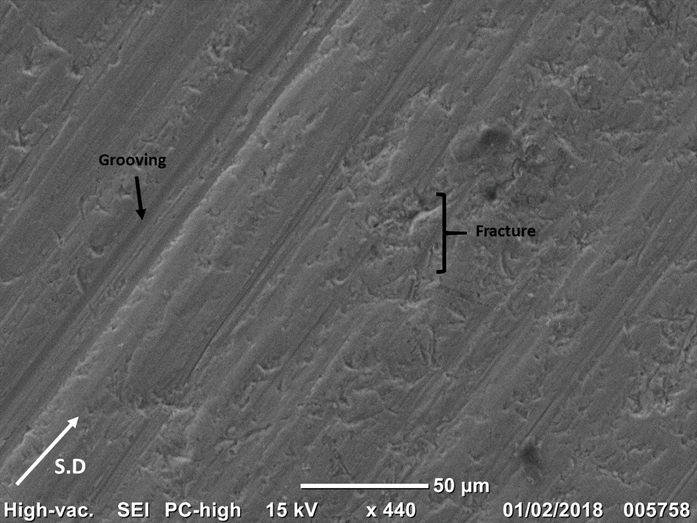 Grooving
Fracture
S.D
50 µm
High-vac. SEI PC-high 15 kV x 440 01/02/2018 005758